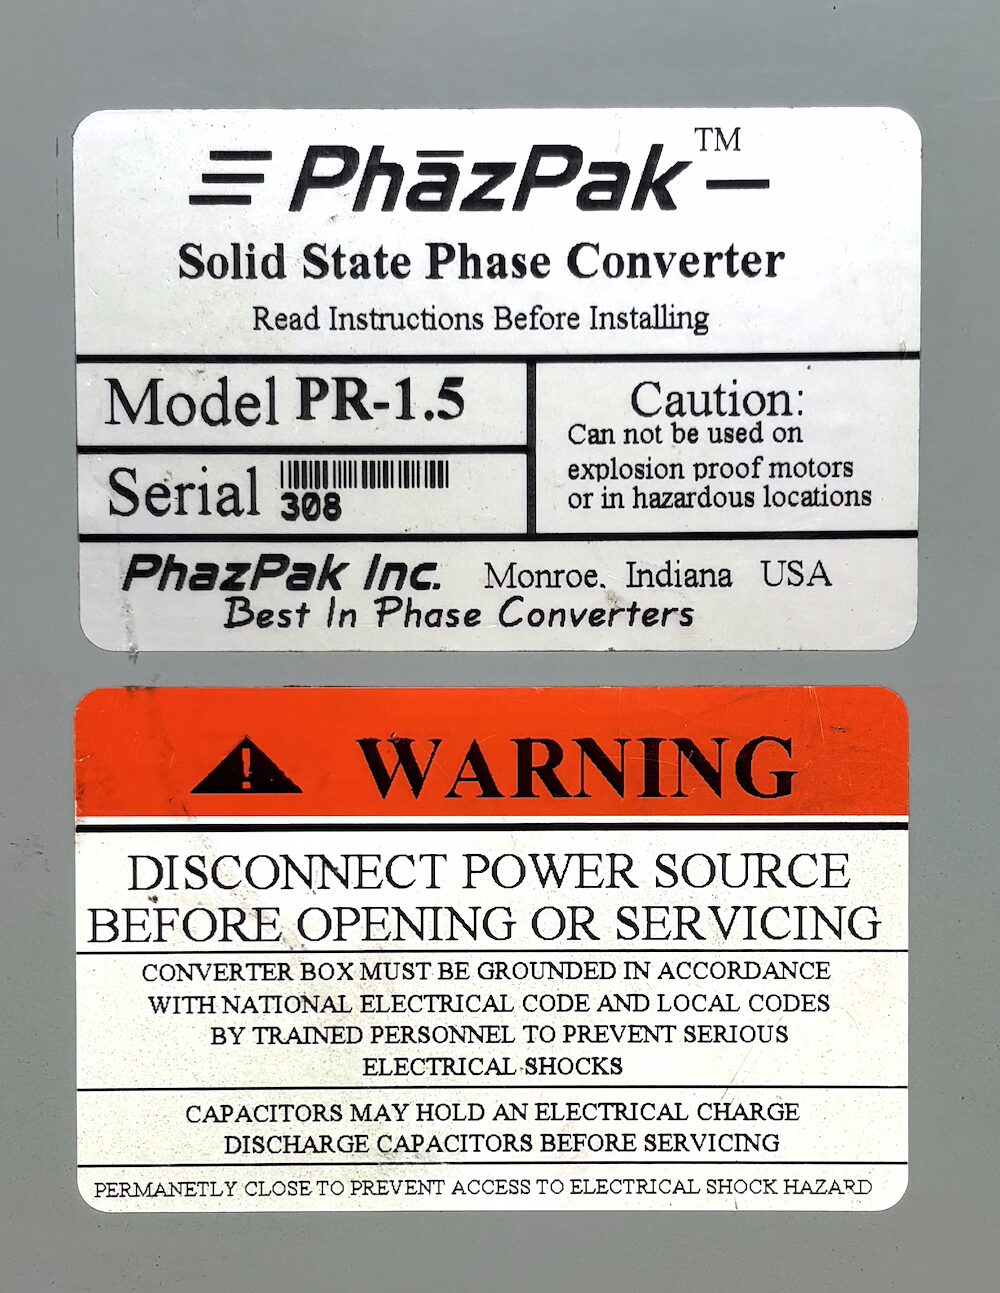 PhāzPak™
Solid State Phase Converter
Read Instructions Before Installing
Model PR-1.5
Serial 308
Caution:
Can not be used on
explosion proof motors
or in hazardous locations
PhazPak Inc. Monroe, Indiana USA
Best In Phase Converters
WARNING
DISCONNECT POWER SOURCE
BEFORE OPENING OR SERVICING
CONVERTER BOX MUST BE GROUNDED IN ACCORDANCE
WITH NATIONAL ELECTRICAL CODE AND LOCAL CODES
BY TRAINED PERSONNEL TO PREVENT SERIOUS
ELECTRICAL SHOCKS
CAPACITORS MAY HOLD AN ELECTRICAL CHARGE
DISCHARGE CAPACITORS BEFORE SERVICING
PERMANETLY CLOSE TO PREVENT ACCESS TO ELECTRICAL SHOCK HAZARD